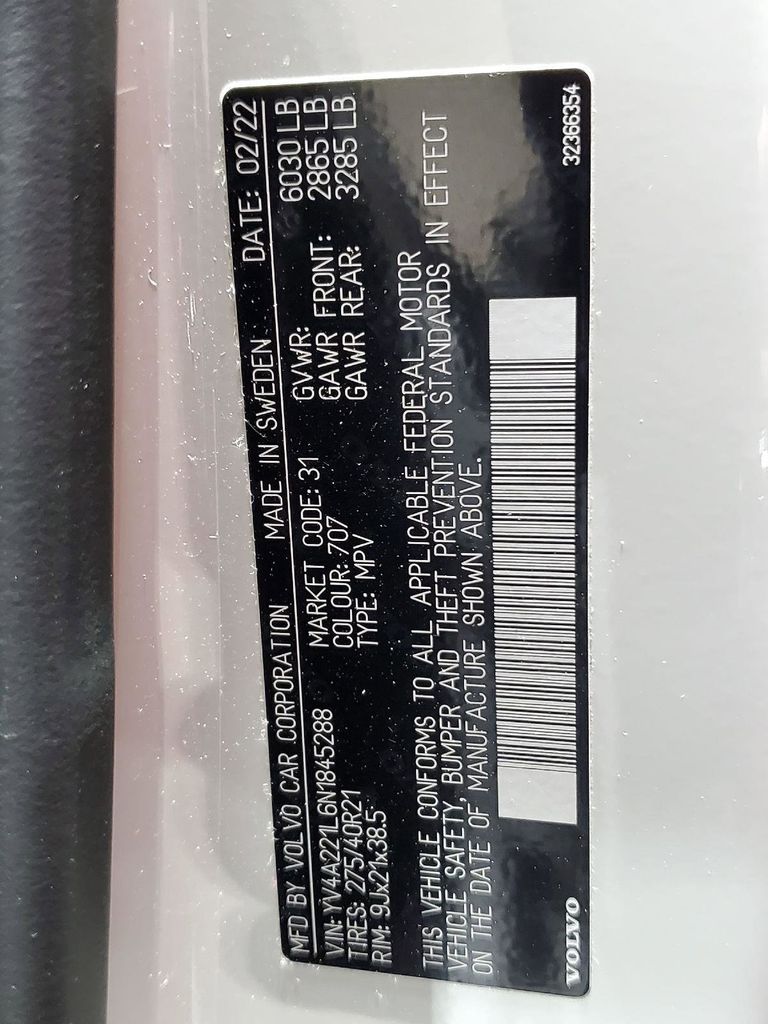 MFD BY VOLVO CAR CORPORATION MADE IN SWEDEN DATE: 02/22
VIN: YV4A221L6N1845288 MARKET CODE: 31 GVWR: 6030 LB
TIRES: 275/40R21 COLOUR: 707 GAWR FRONT: 2865 LB
RIM: 9Jx21x38.5 TYPE: MPV GAWR REAR: 3285 LB
THIS VEHICLE CONFORMS TO ALL APPLICABLE FEDERAL MOTOR
VEHICLE SAFETY, BUMPER AND THEFT PREVENTION STANDARDS IN EFFECT
ON THE DATE OF MANUFACTURE SHOWN ABOVE.
VOLVO 32366354